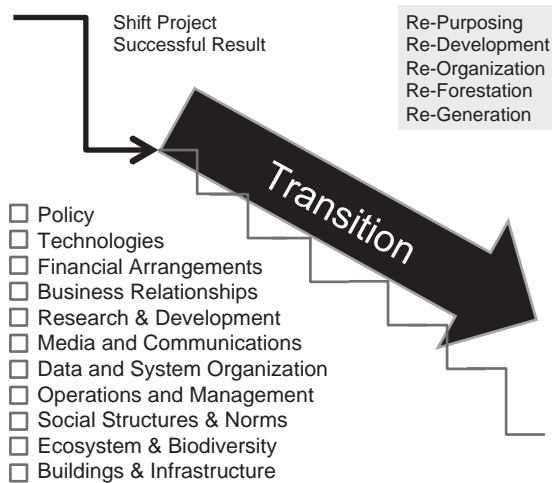 Shift Project
Successful Result
Re-Purposing
Re-Development
Re-Organization
Re-Forestation
Re-Generation
Transition
Policy
Technologies
Financial Arrangements
Business Relationships
Research & Development
Media and Communications
Data and System Organization
Operations and Management
Social Structures & Norms
Ecosystem & Biodiversity
Buildings & Infrastructure